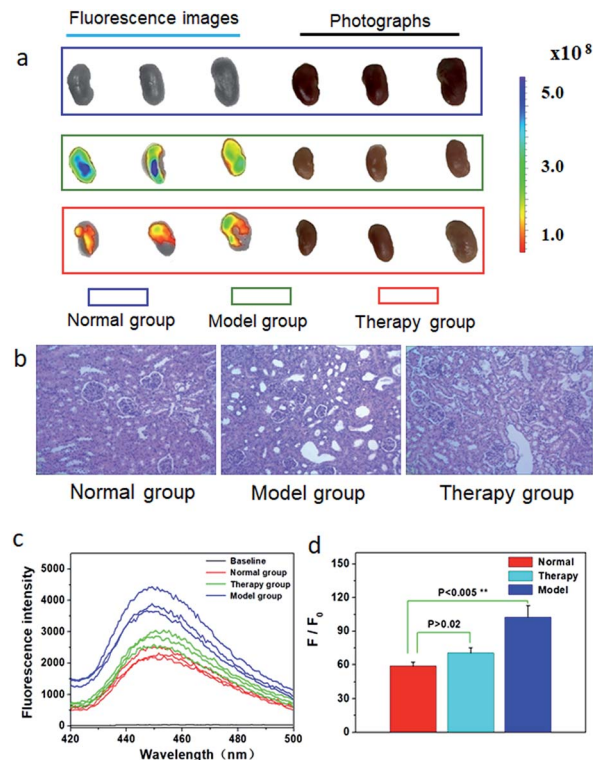 Fluorescence images
Photographs
a
x10⁸
5.0
3.0
1.0
Normal group
Model group
Therapy group
b
Normal group
Model group
Therapy group
c
5000
4000
3000
2000
1000
0
Fluorescence intensity
Baseline
Normal group
Therapy group
Model group
420
440
460
480
500
Wavelength（nm）
d
150
120
90
60
30
0
F / F₀
Normal
Therapy
Model
P<0.005 **
P>0.02